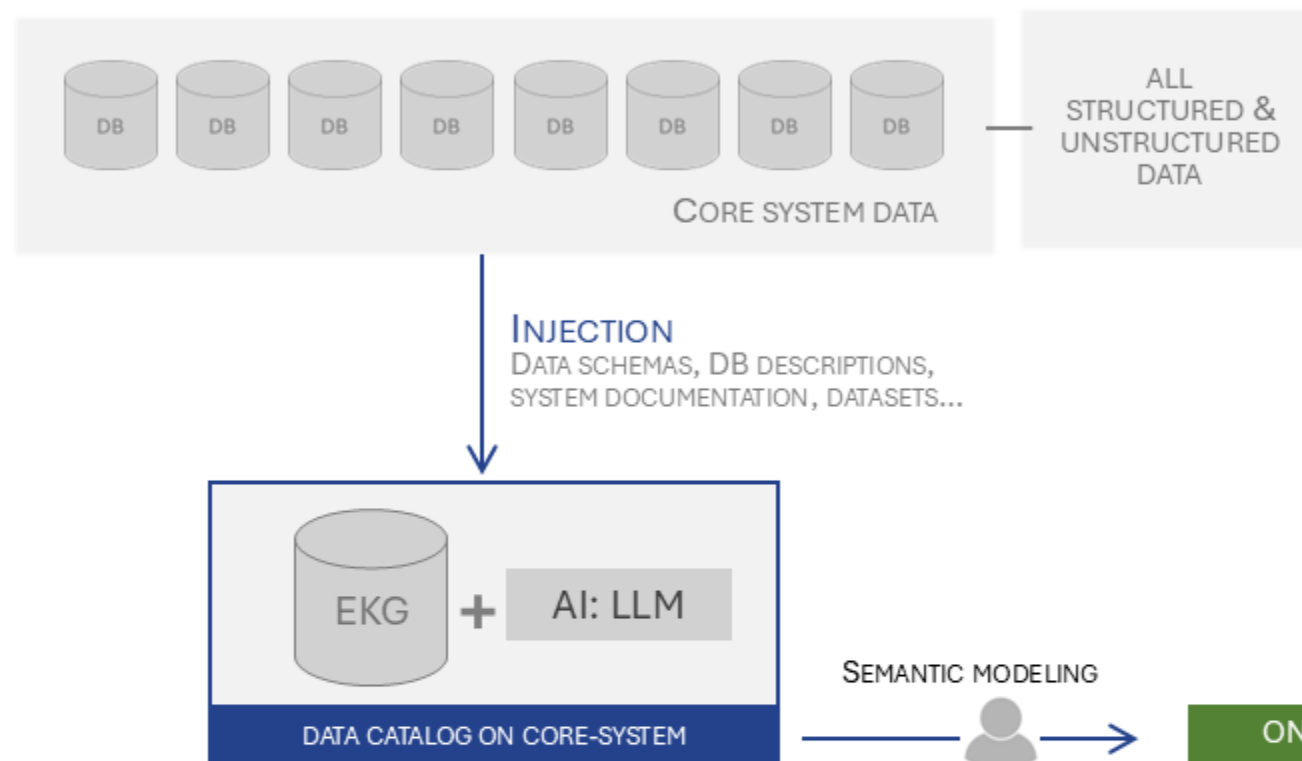 DB DB DB DB DB DB DB DB
CORE SYSTEM DATA
ALL
STRUCTURED &
UNSTRUCTURED
DATA
INJECTION
DATA SCHEMAS, DB DESCRIPTIONS,
SYSTEM DOCUMENTATION, DATASETS...
EKG + AI: LLM
DATA CATALOG ON CORE-SYSTEM
SEMANTIC MODELING